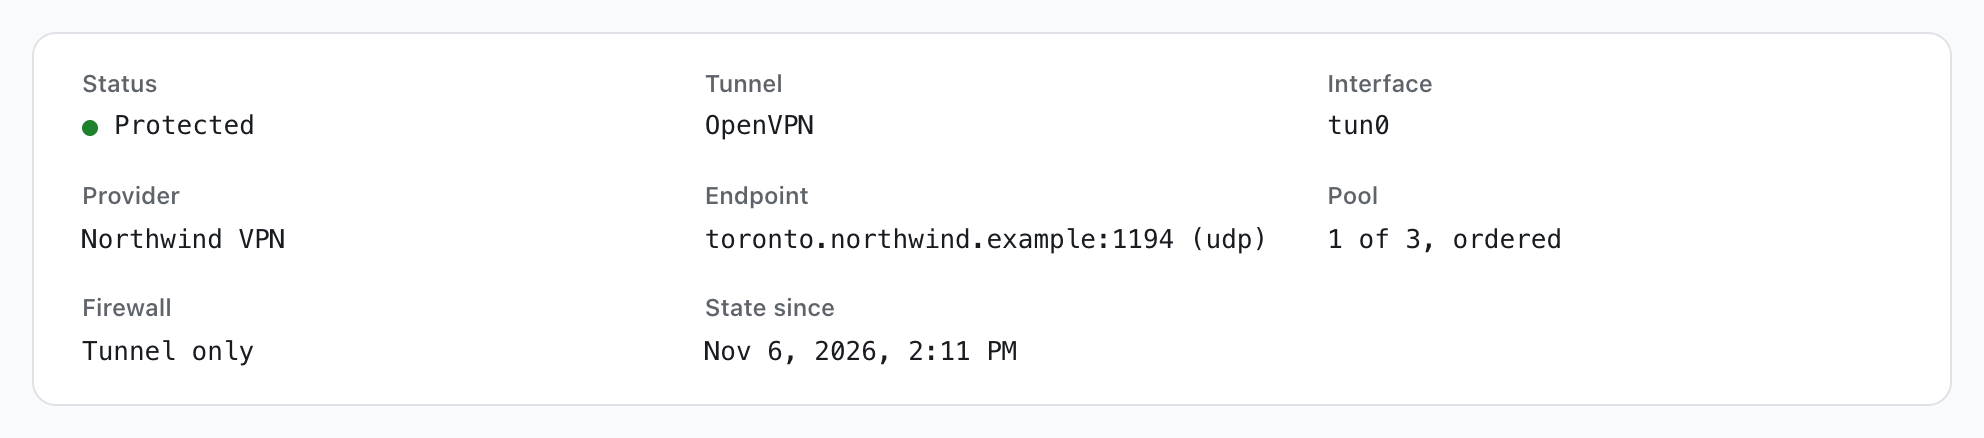 Status
Protected
Tunnel
OpenVPN
Interface
tun0
Provider
Northwind VPN
Endpoint
toronto.northwind.example:1194 (udp)
Pool
1 of 3, ordered
Firewall
Tunnel only
State since
Nov 6, 2026, 2:11 PM